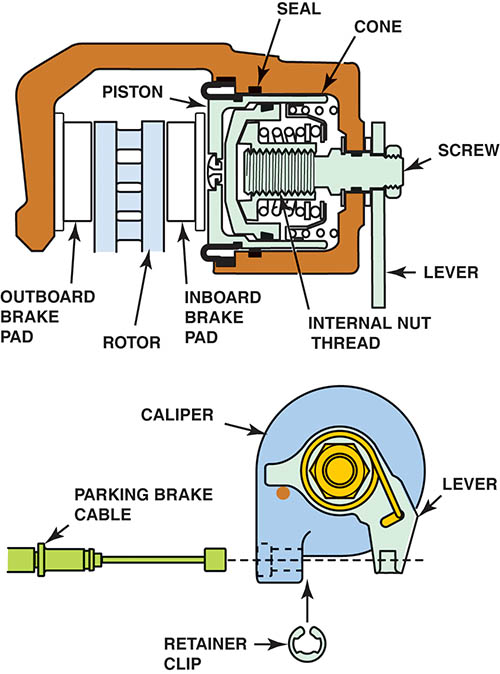 SEAL
CONE
PISTON
SCREW
LEVER
OUTBOARD
BRAKE
PAD
ROTOR
INBOARD
BRAKE
PAD
INTERNAL NUT
THREAD
CALIPER
LEVER
PARKING BRAKE
CABLE
RETAINER
CLIP